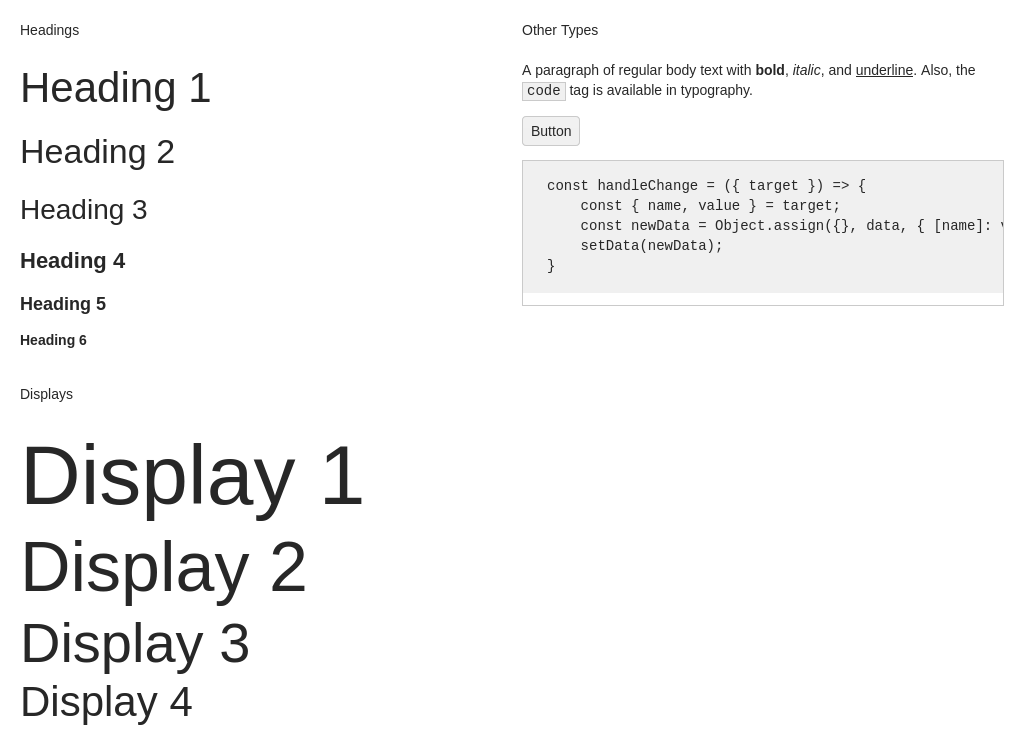 Headings
Heading 1
Heading 2
Heading 3
Heading 4
Heading 5
Heading 6
Displays
Display 1
Display 2
Display 3
Display 4
Other Types
A paragraph of regular body text with bold, italic, and underline. Also, the
code tag is available in typography.
Button
const handleChange = ({ target }) => {
    const { name, value } = target;
    const newData = Object.assign({}, data, { [name]:
    setData(newData);
}